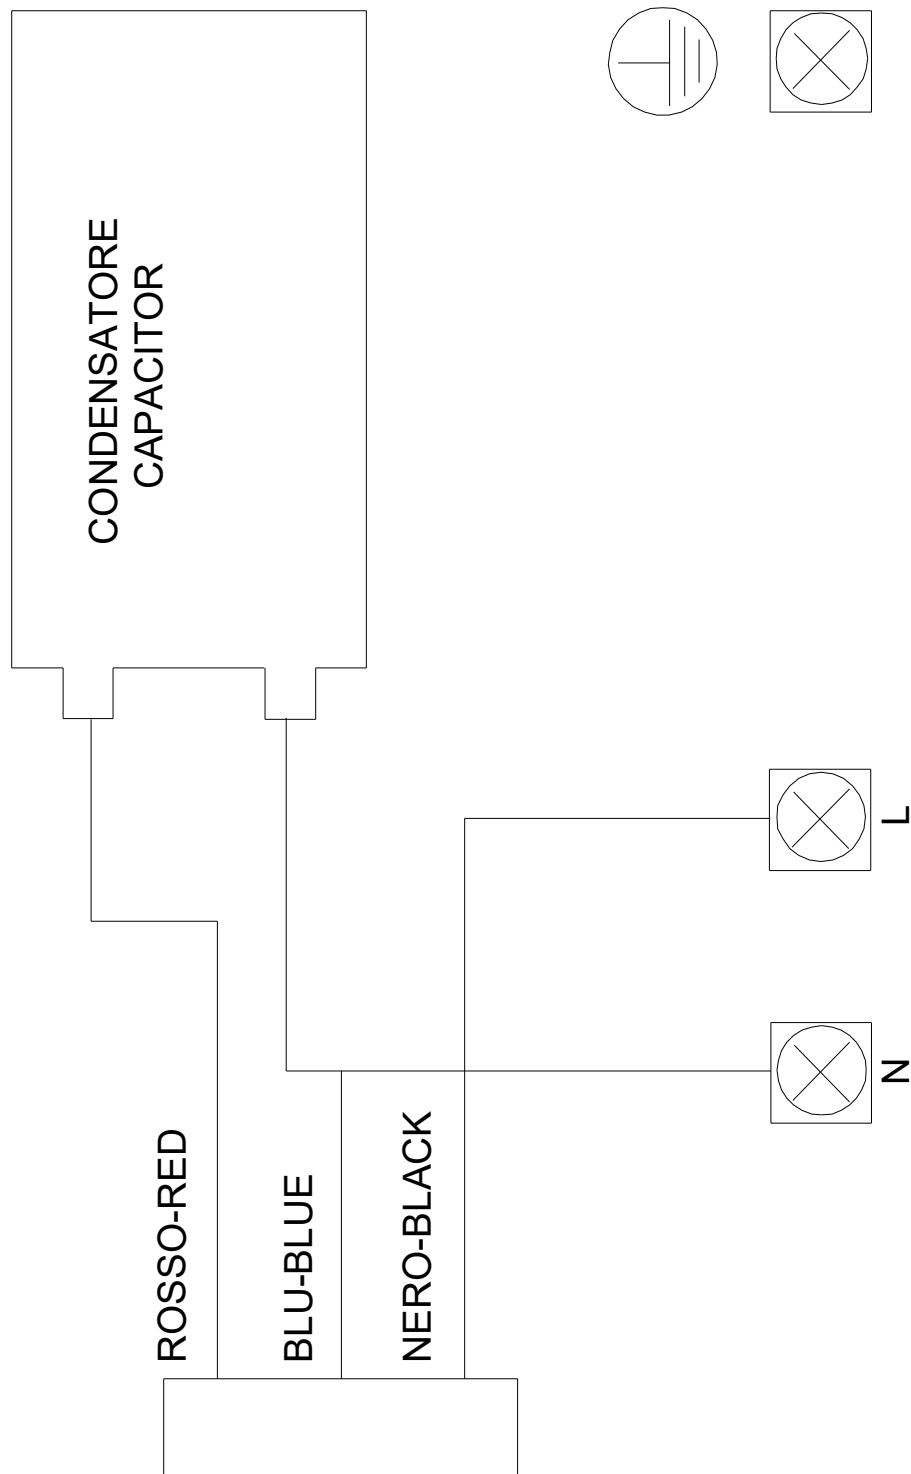 CONDENSATORE
CAPACITOR
L
N
ROSSO-RED
BLU-BLUE
NERO-BLACK